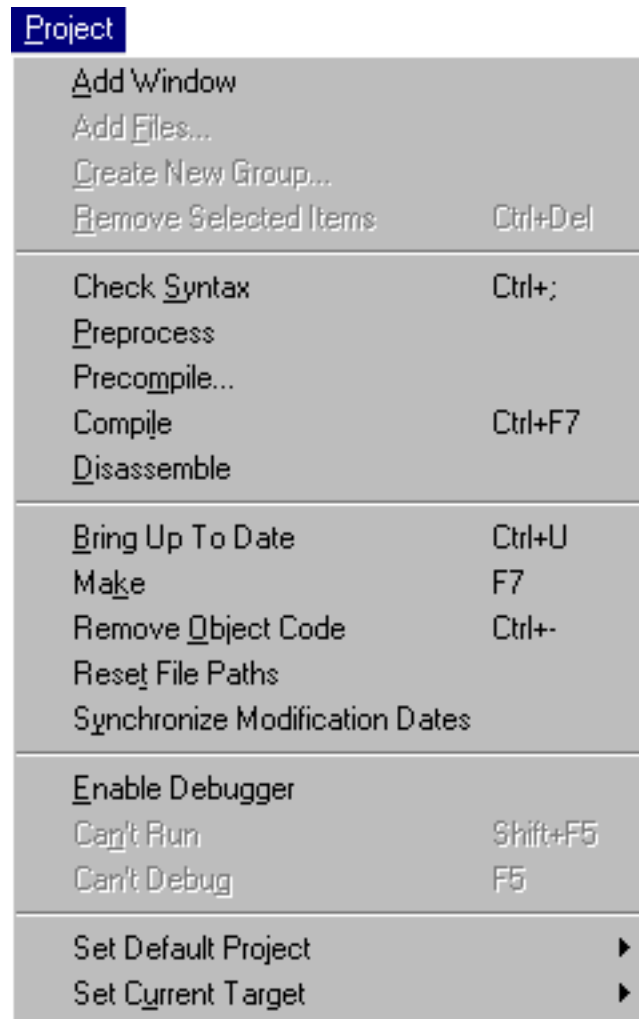 Project
Add Window
Add Files...
Create New Group...
Remove Selected Items Ctrl+Del
Check Syntax Ctrl+;
Preprocess
Precompile...
Compile Ctrl+F7
Disassemble
Bring Up To Date Ctrl+U
Make F7
Remove Object Code Ctrl+-
Reset File Paths
Synchronize Modification Dates
Enable Debugger
Can't Run Shift+F5
Can't Debug F5
Set Default Project
Set Current Target